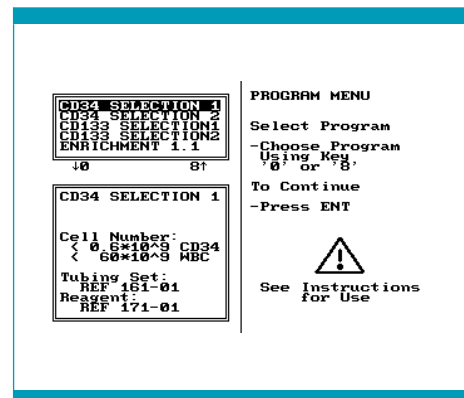 CD34 SELECTION 1
CD34 SELECTION 2
CD133 SELECTION1
CD133 SELECTION2
ENRICHMENT 1.1
↓0 8↑
CD34 SELECTION 1
Cell Number:
< 0.6*10^9 CD34
< 60*10^9 WBC
Tubing Set:
REF 161-01
Reagent:
REF 171-01
PROGRAM MENU
Select Program
-Choose Program
Using Key
'0' or '8'
To Continue
-Press ENT
!
See Instructions
for Use